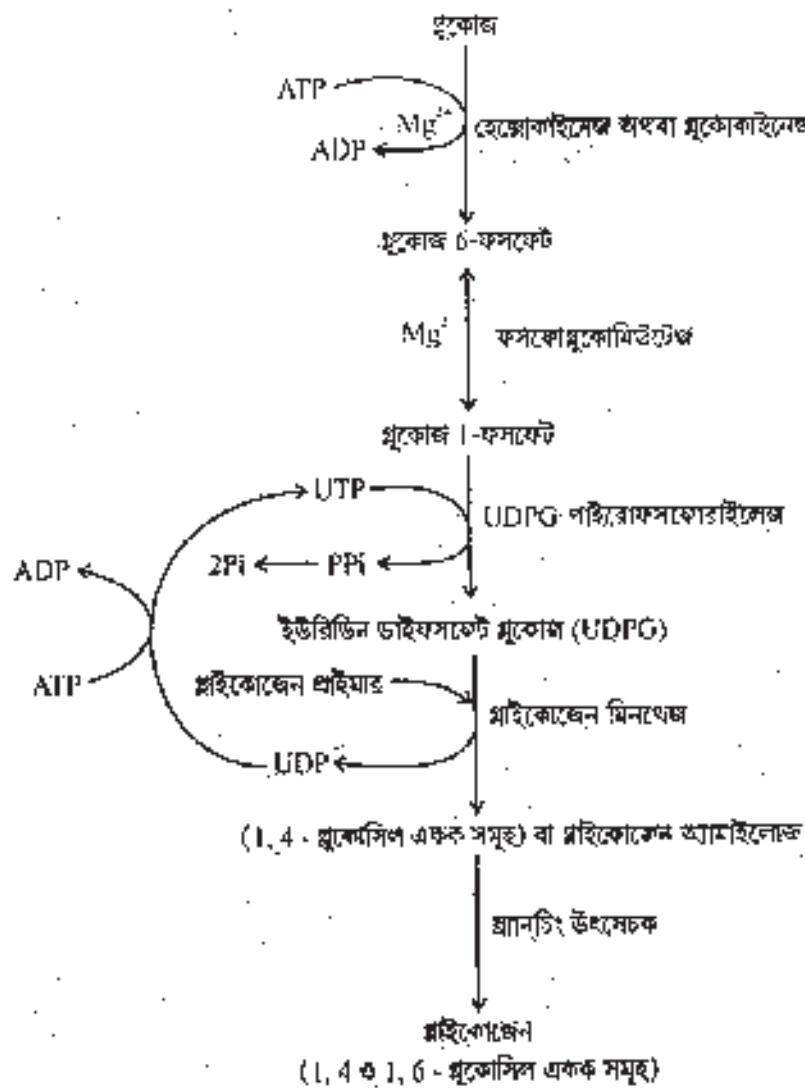 গ্লুকোজ
ATP
Mg2+
হেক্সোকাইনেজ অথবা গ্লুকোকাইনেজ
ADP
গ্লুকোজ 6-ফসফেট
Mg2
ফসফোগ্লুকোমিউটেজ
গ্লুকোজ 1-ফসফেট
UTP
UDPG পাইরোফসফোরাইলেজ
ADP
2Pi
PPi
ইউরিডিন ডাইফসফেট গ্লুকোজ (UDPG)
ATP
গ্লাইকোজেন প্রাইমার
গ্লাইকোজেন সিনথেজ
UDP
(1, 4 - গ্লুকোসিল একক সমূহ) বা গ্লাইকোজেন অ্যামাইলোজ
ব্রানচিং উৎসেচক
গ্লাইকোজেন
(1, 4 ও 1, 6 - গ্লুকোসিল একক সমূহ)